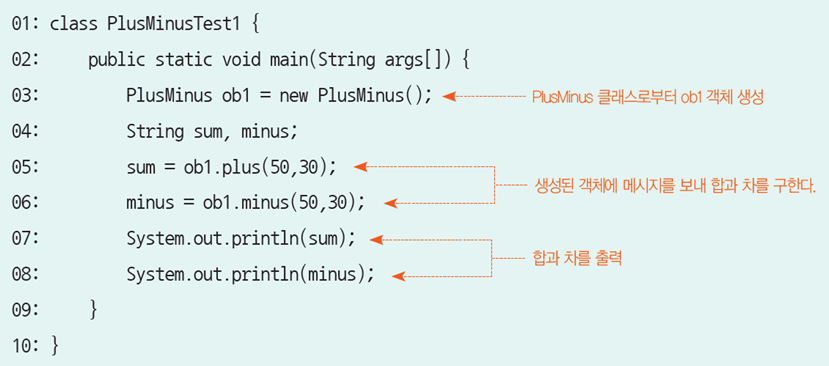 01: class PlusMinusTest1 {
02: public static void main(String args[]) {
03: PlusMinus ob1 = new PlusMinus(); PlusMinus 클래스로부터 ob1 객체 생성
04: String sum, minus;
05: sum = ob1.plus(50,30);
생성된 객체에 메시지를 보내 합과 차를 구한다.
06: minus = ob1.minus(50,30);
07: System.out.println(sum);
합과 차를 출력
08: System.out.println(minus);
09: }
10: }